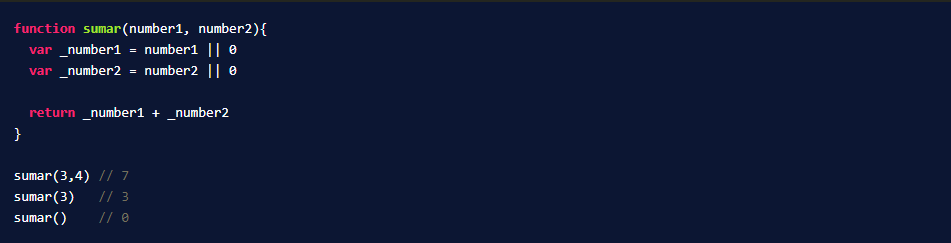 function sumar(number1, number2){
  var _number1 = number1 || 0
  var _number2 = number2 || 0
  return _number1 + _number2
}
sumar(3,4) // 7
sumar(3)   // 3
sumar()    // 0